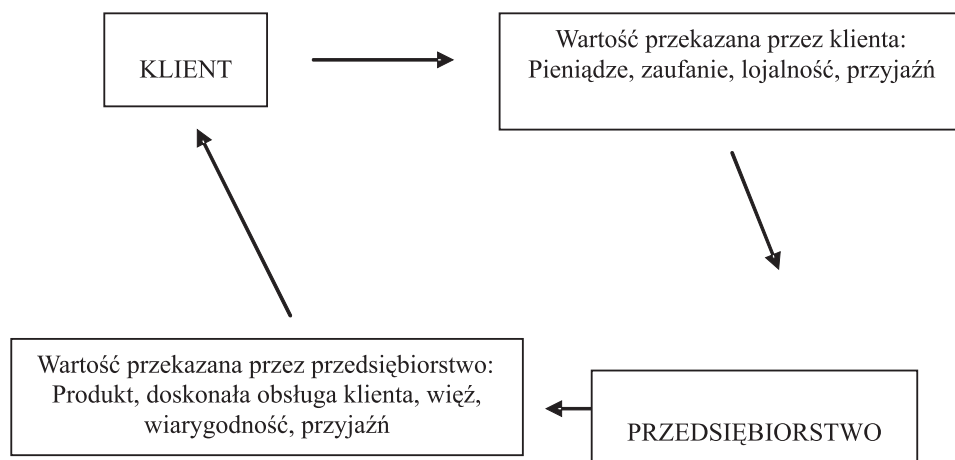 KLIENT
Wartość przekazana przez klienta:
Pieniądze, zaufanie, lojalność, przyjaźń
Wartość przekazana przez przedsiębiorstwo:
Produkt, doskonała obsługa klienta, więź,
wiarygodność, przyjaźń
PRZEDSIĘBIORSTWO